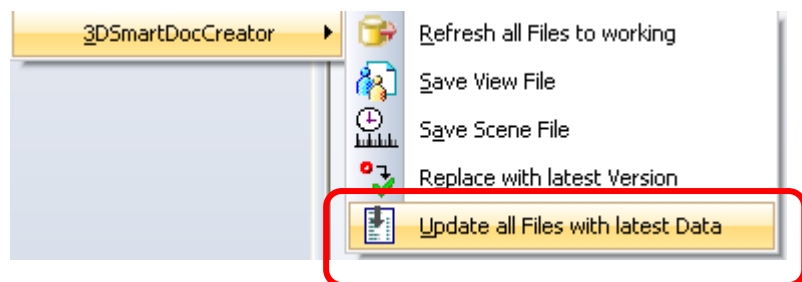 3DSmartDocCreator
Refresh all Files to working
Save View File
Save Scene File
Replace with latest Version
Update all Files with latest Data